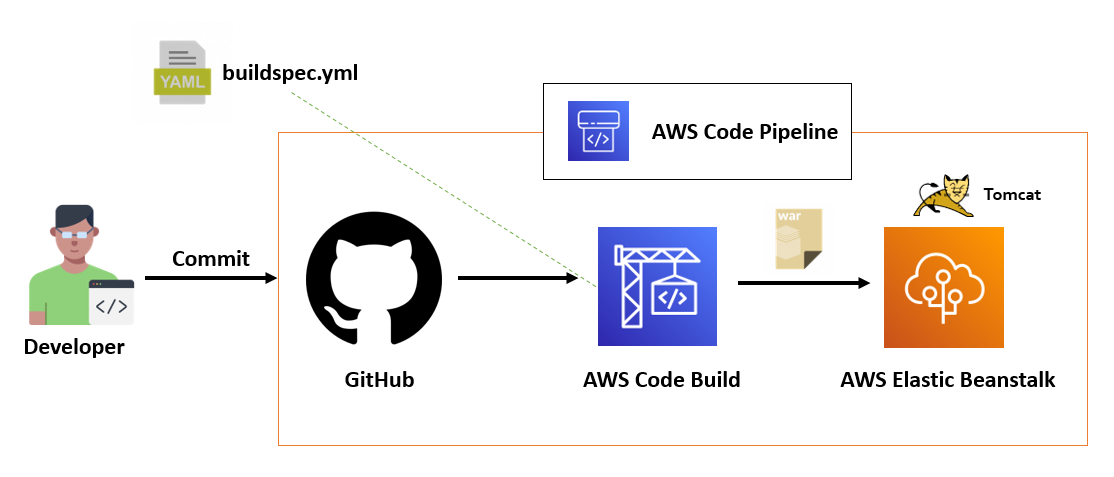 YAML
buildspec.yml
</>
AWS Code Pipeline
Tomcat
war
Commit
</>
</>
Developer
GitHub
AWS Code Build
AWS Elastic Beanstalk